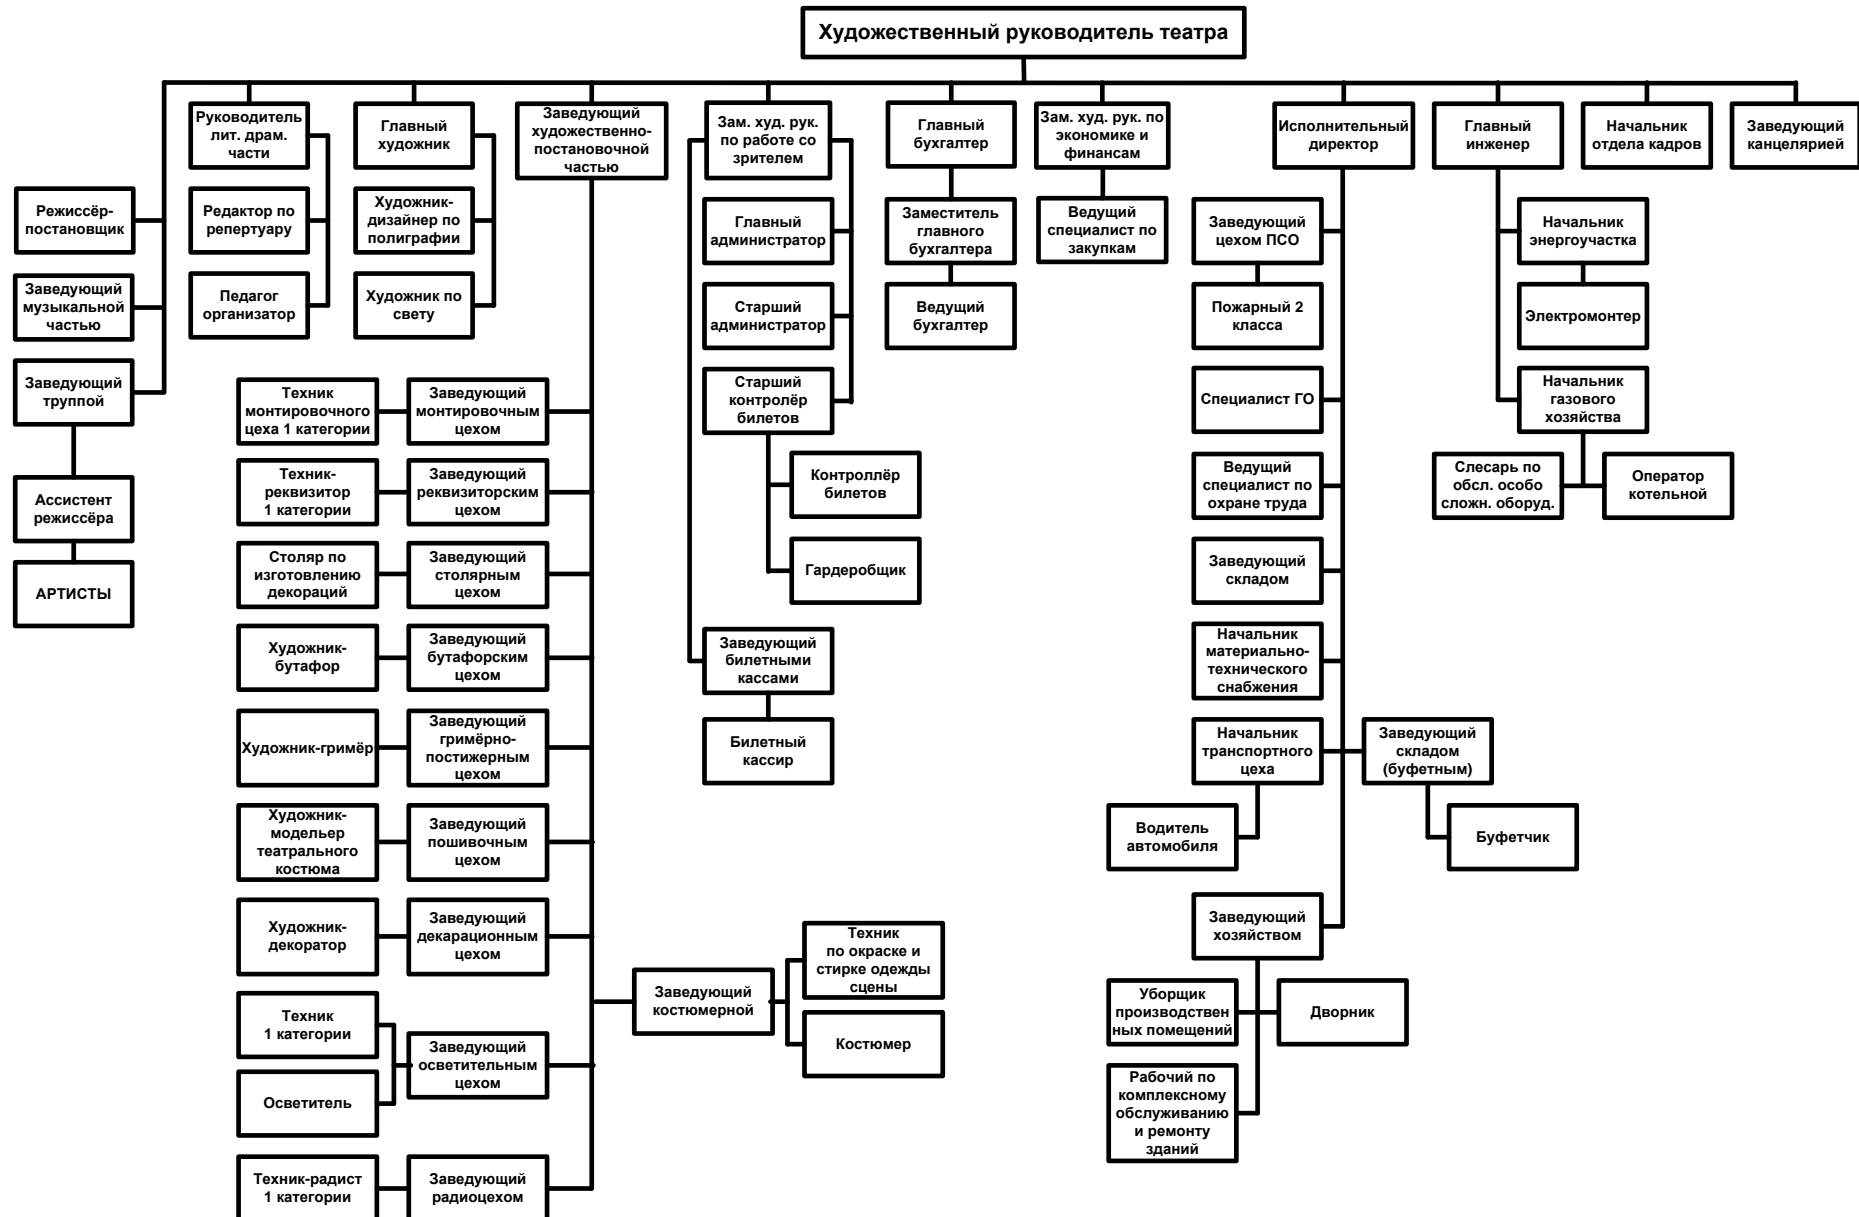 Художественный руководитель театра
Руководитель
лит. драм.
части
Главный
художник
Заведующий
художественно-
постановочной
частью
Зам. худ. рук.
по работе со
зрителем
Главный
бухгалтер
Зам. худ. рук. по
экономике и
финансам
Исполнительный
директор
Главный
инженер
Начальник
отдела кадров
Заведующий
канцелярией
Режиссёр-
постановщик
Редактор по
репертуару
Художник-
дизайнер по
полиграфии
Главный
администратор
Заместитель
главного
бухгалтера
Ведущий
специалист по
закупкам
Заведующий
цехом ПСО
Начальник
энергоучастка
Заведующий
музыкальной
частью
Педагог
организатор
Художник по
свету
Старший
администратор
Ведущий
бухгалтер
Пожарный 2
класса
Электромонтер
Заведующий
труппой
Техник
монтировочного
цеха 1 категории
Заведующий
монтировочным
цехом
Старший
контролёр
билетов
Специалист ГО
Начальник
газового
хозяйства
Ассистент
режиссёра
Техник-
реквизитор
1 категории
Заведующий
реквизиторским
цехом
Контроллёр
билетов
Ведущий
специалист по
охране труда
Слесарь по
обсл. особо
сложн. оборуд.
Оператор
котельной
АРТИСТЫ
Столяр по
изготовлению
декораций
Заведующий
столярным
цехом
Гардеробщик
Заведующий
складом
Художник-
бутафор
Заведующий
бутафорским
цехом
Заведующий
билетными
кассами
Начальник
материально-
технического
снабжения
Художник-гримёр
Заведующий
гримёрно-
постижерным
цехом
Билетный
кассир
Начальник
транспортного
цеха
Заведующий
складом
(буфетным)
Художник-
модельер
театрального
костюма
Заведующий
пошивочным
цехом
Водитель
автомобиля
Буфетчик
Художник-
декоратор
Заведующий
декарационным
цехом
Техник
по окраске и
стирке одежды
сцены
Заведующий
хозяйством
Техник
1 категории
Заведующий
костюмерной
Уборщик
производствен
ных помещений
Дворник
Заведующий
осветительным
цехом
Костюмер
Осветитель
Рабочий по
комплексному
обслуживанию
и ремонту
зданий
Техник-радист
1 категории
Заведующий
радиоцехом